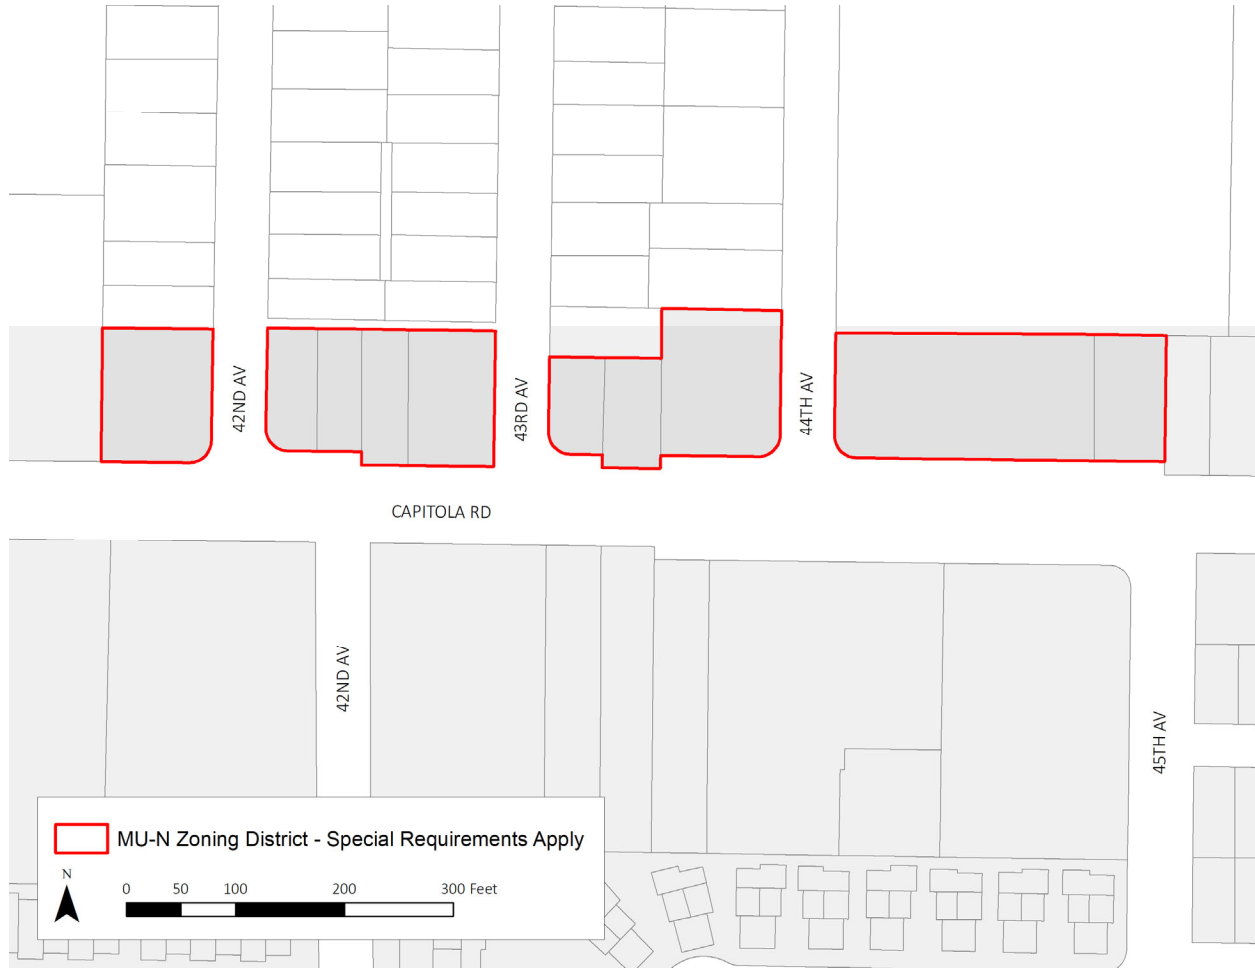 42ND AV
43RD AV
44TH AV
CAPITOLA RD
42ND AV
45TH AV
MU-N Zoning District - Special Requirements Apply
N
0 50 100 200 300 Feet